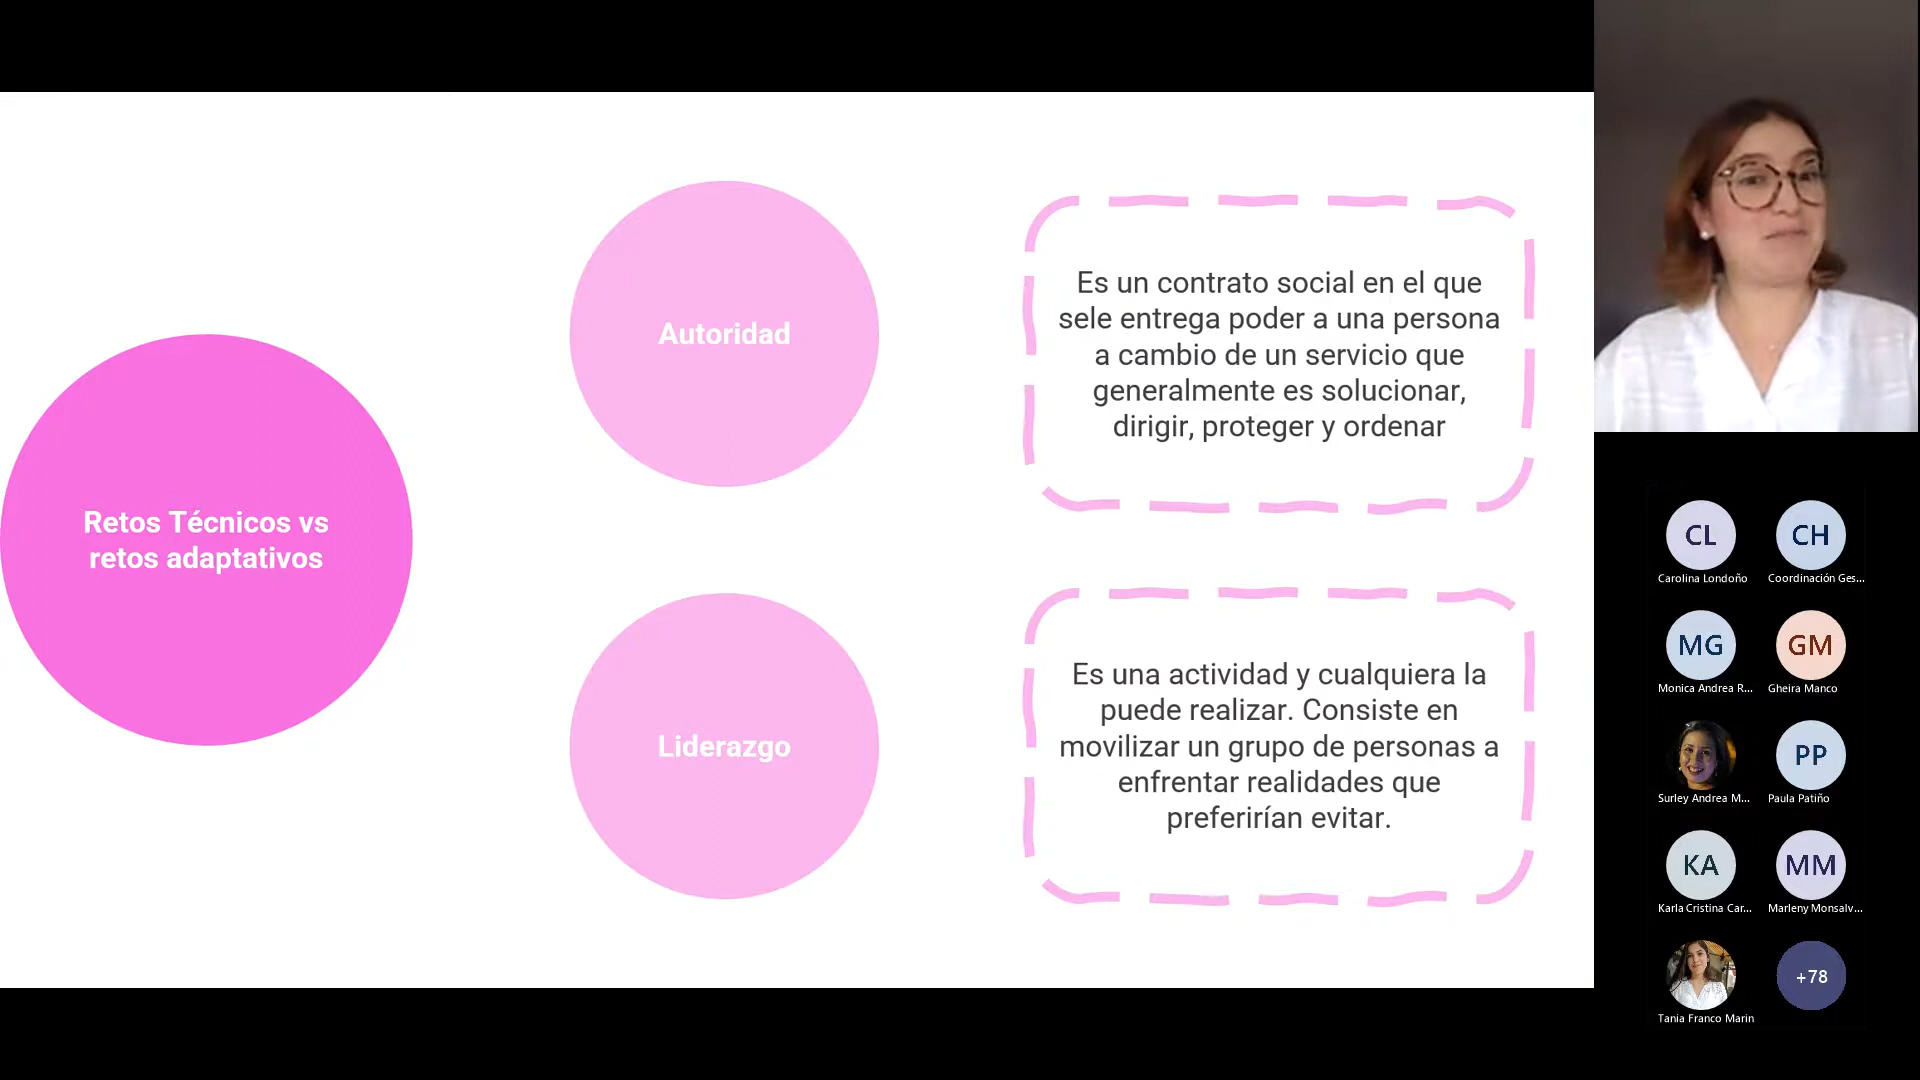 Retos Técnicos vs
retos adaptativos
Autoridad
Es un contrato social en el que
sele entrega poder a una persona
a cambio de un servicio que
generalmente es solucionar,
dirigir, proteger y ordenar
Liderazgo
Es una actividad y cualquiera la
puede realizar. Consiste en
movilizar un grupo de personas a
enfrentar realidades que
preferirían evitar.
CL
Carolina Londoño
CH
Coordinación Ges...
MG
Monica Andrea R...
GM
Gheira Manco
Surley Andrea M...
PP
Paula Patiño
KA
Karla Cristina Car...
MM
Marleny Monsalv...
Tania Franco Marin
+78